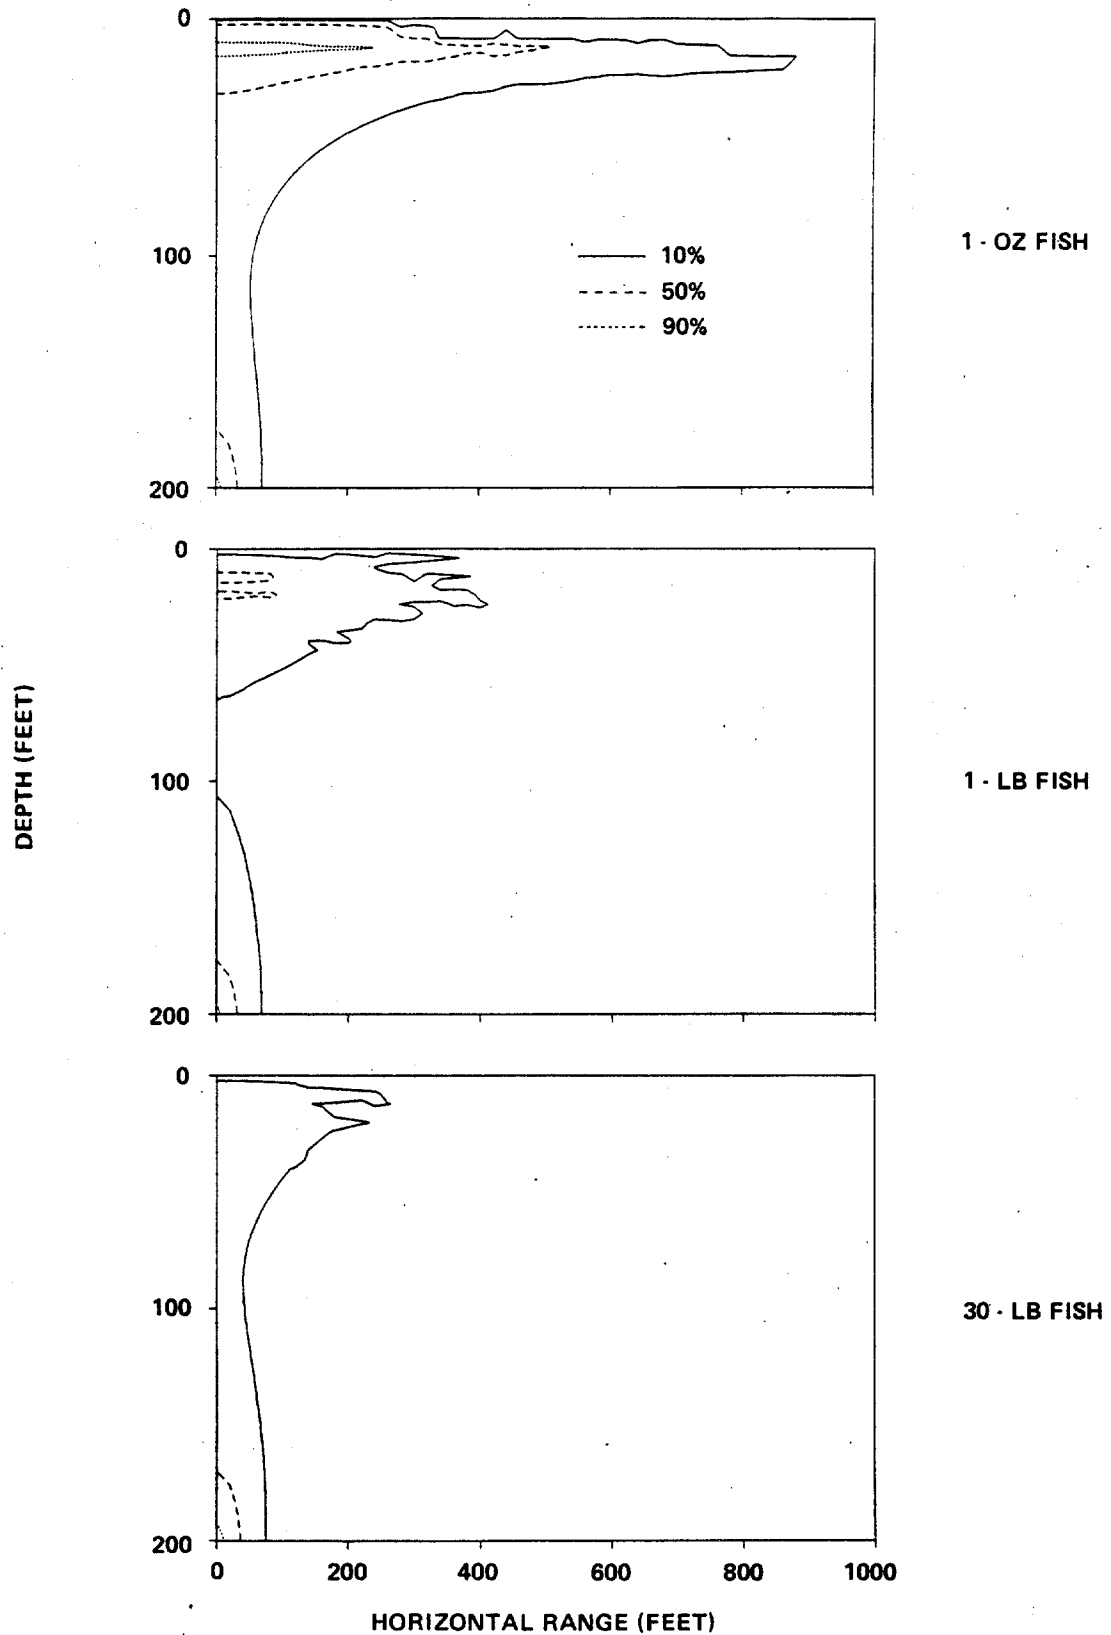 0
100
200
10%
50%
90%
1 - OZ FISH
0
100
200
1 - LB FISH
DEPTH (FEET)
0
100
200
30 - LB FISH
0 200 400 600 800 1000
HORIZONTAL RANGE (FEET)